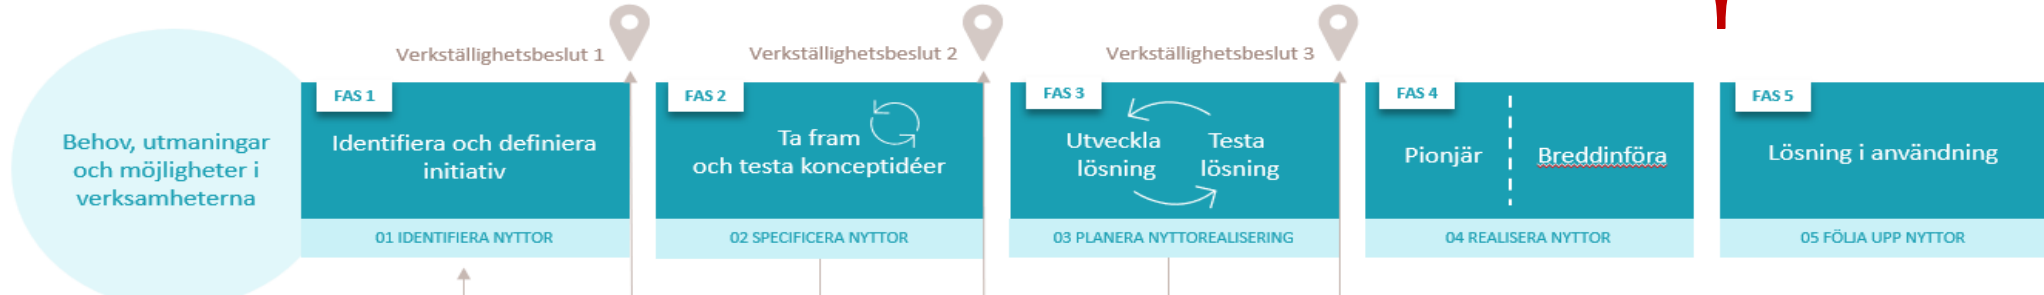 Behov, utmaningar
och möjligheter i
verksamheterna
Verkställighetsbeslut 1
FAS 1
Identifiera och definiera
initiativ
01 IDENTIFIERA NYTTOR
Verkställighetsbeslut 2
FAS 2
Ta fram
och testa konceptidéer
02 SPECIFICERA NYTTOR
Verkställighetsbeslut 3
FAS 3
Utveckla
lösning
Testa
lösning
03 PLANERA NYTTOREALISERING
FAS 4
Pionjär
Breddinföra
04 REALISERA NYTTOR
FAS 5
Lösning i användning
05 FÖLJA UPP NYTTOR